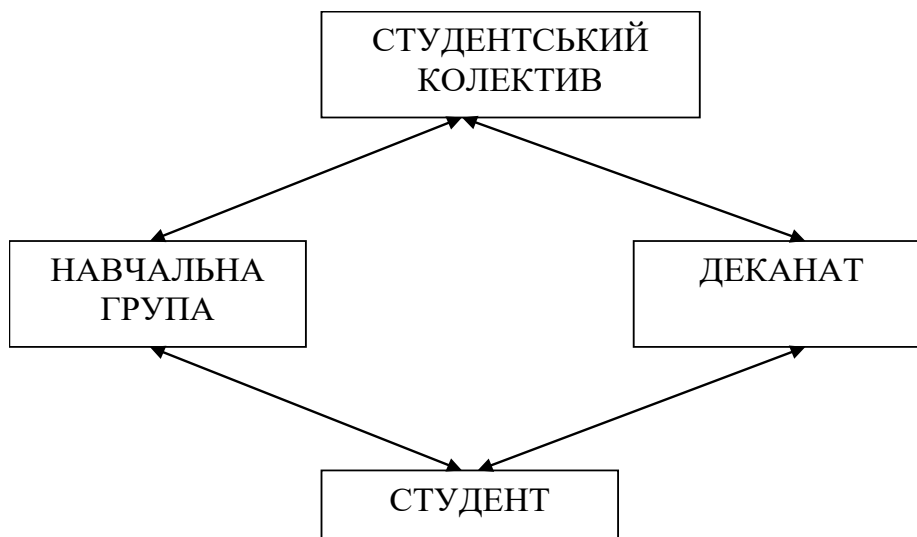 СТУДЕНТСЬКИЙ
КОЛЕКТИВ
НАВЧАЛЬНА
ГРУПА
ДЕКАНАТ
СТУДЕНТ